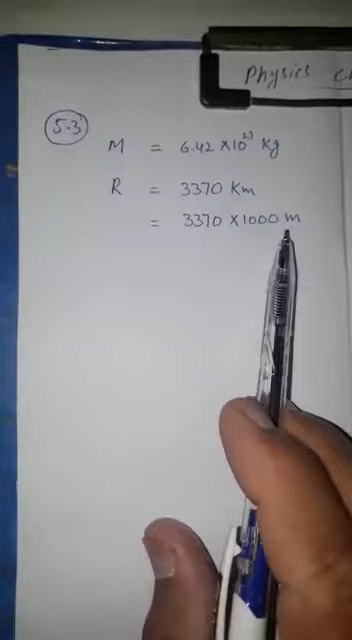 Physics
5.3
M = 6.42 ×10²³ Kg
R = 3370 Km
= 3370 ×1000 m